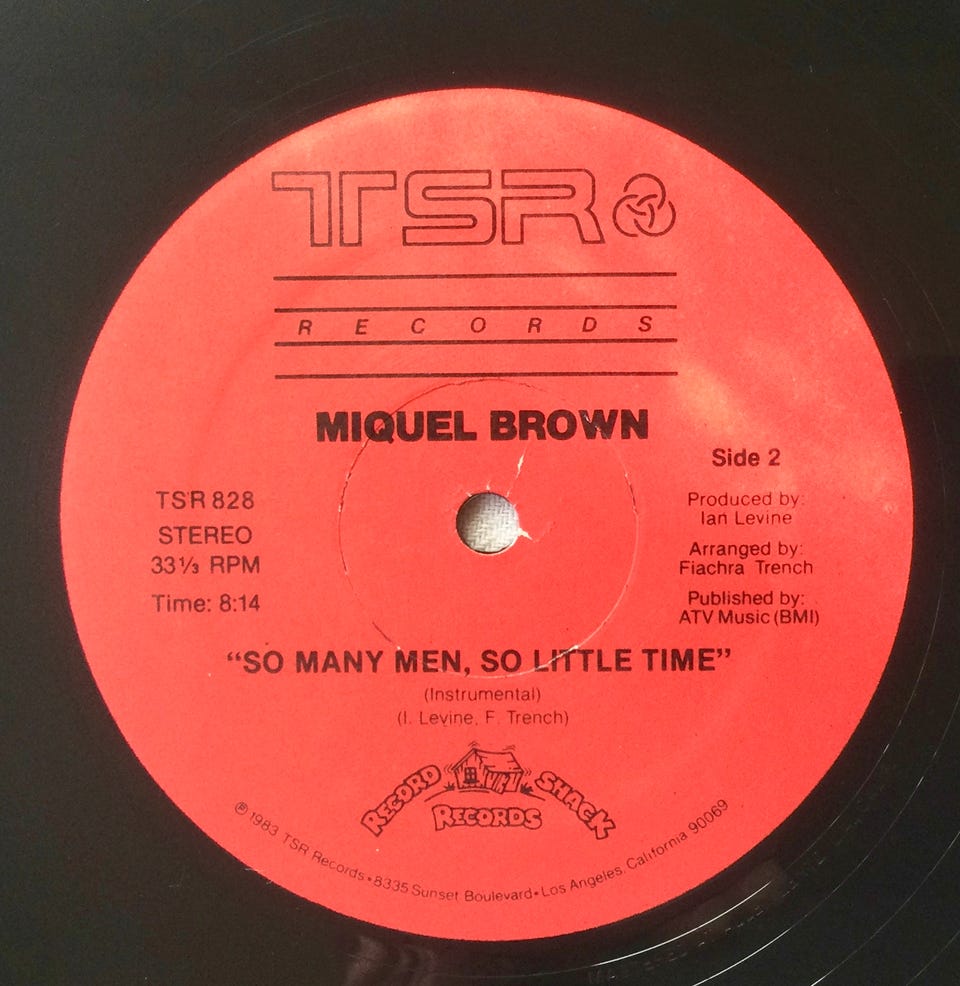 TSR
RECORDS
MIQUEL BROWN
Side 2
TSR 828
STEREO
33⅓ RPM
Time: 8:14
Produced by:
Ian Levine
Arranged by:
Fiachra Trench
Published by:
ATV Music (BMI)
“SO MANY MEN, SO LITTLE TIME”
(Instrumental)
(I. Levine, F. Trench)
RECORD SHACK
RECORDS
℗ 1983 TSR Records • 8335 Sunset Boulevard • Los Angeles, California 90069